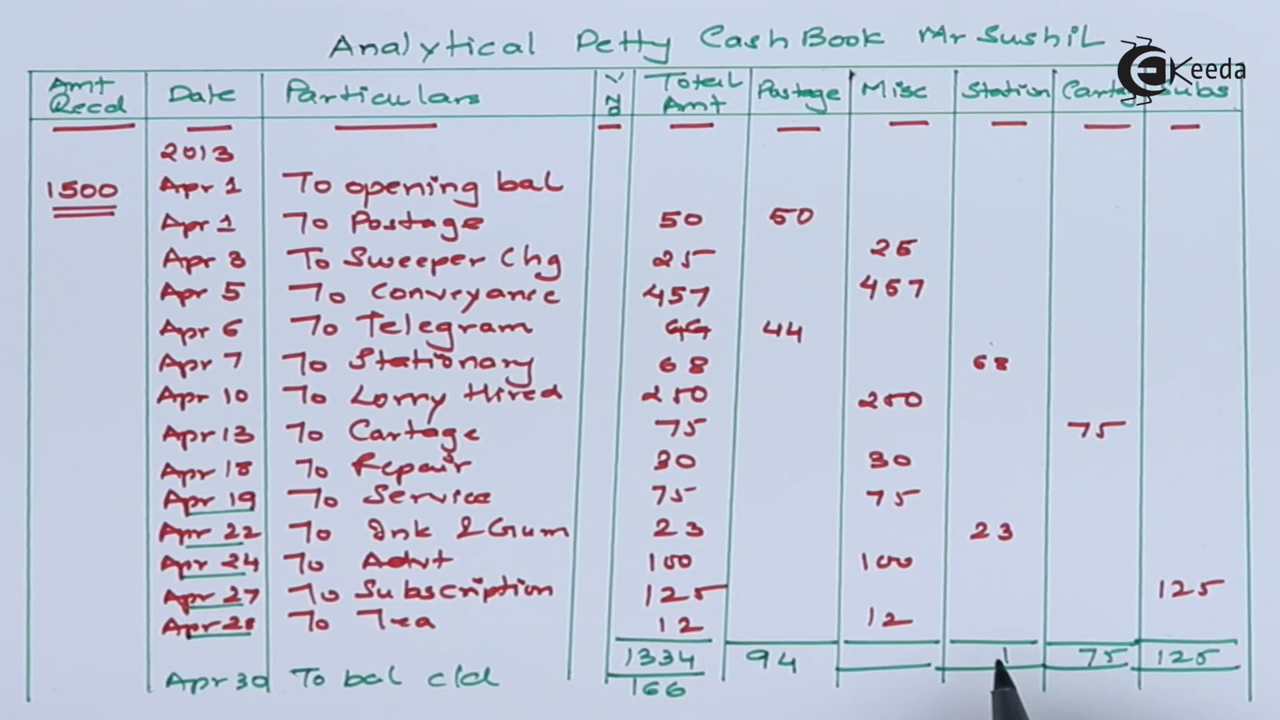 Analytical Petty Cash Book Mr Sushil
Keeda
Amt Recd Date Particulars Total Amt Postage Misc Station Subs
2013
1500 Apr 1 To opening bal
Apr 1 To Postage 50 50
Apr 3 To Sweeper Chg 25 25
Apr 5 To Conveyance 457 457
Apr 6 To Telegram 44 44
Apr 7 To Stationary 68 68
Apr 10 To Lorry Hired 250 250
Apr 13 To Cartage 75 75
Apr 18 To Repair 30 30
Apr 19 To Service 75 75
Apr 22 To Ink & Gum 23 23
Apr 24 To Advt 100 100
Apr 27 To Subscription 125 125
Apr 28 To Tea 12 12
1334 94 75 125
Apr 30 To bal c/d 166